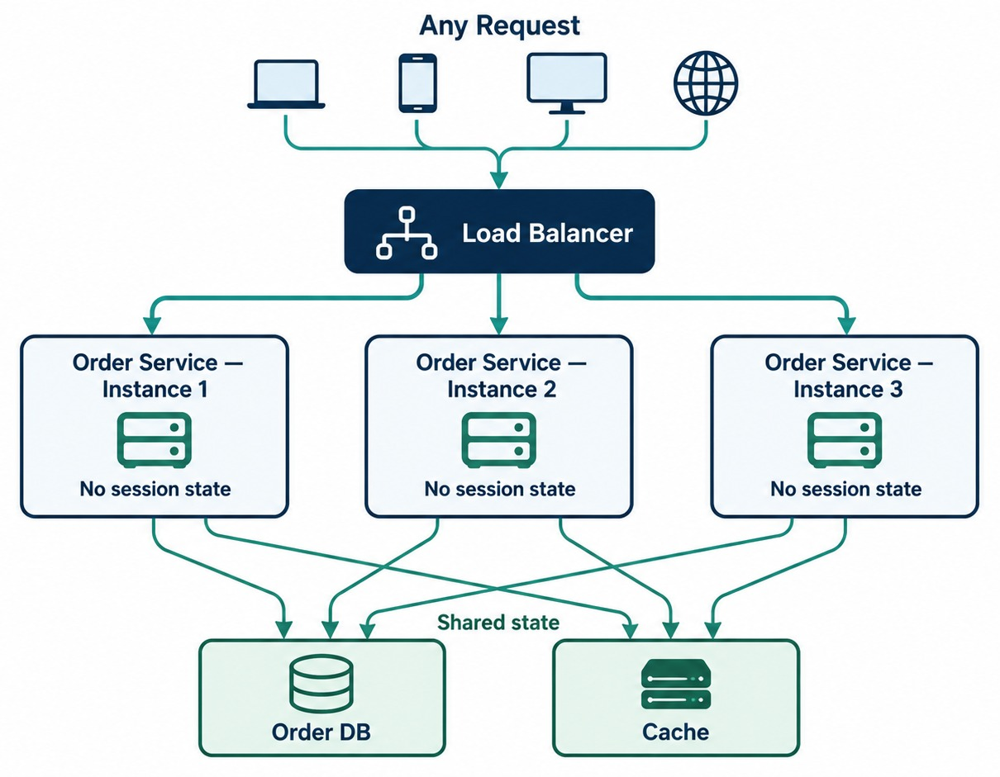 Any Request
Load Balancer
Order Service —
Instance 1
No session state
Order Service —
Instance 2
No session state
Order Service —
Instance 3
No session state
Shared state
Order DB
Cache